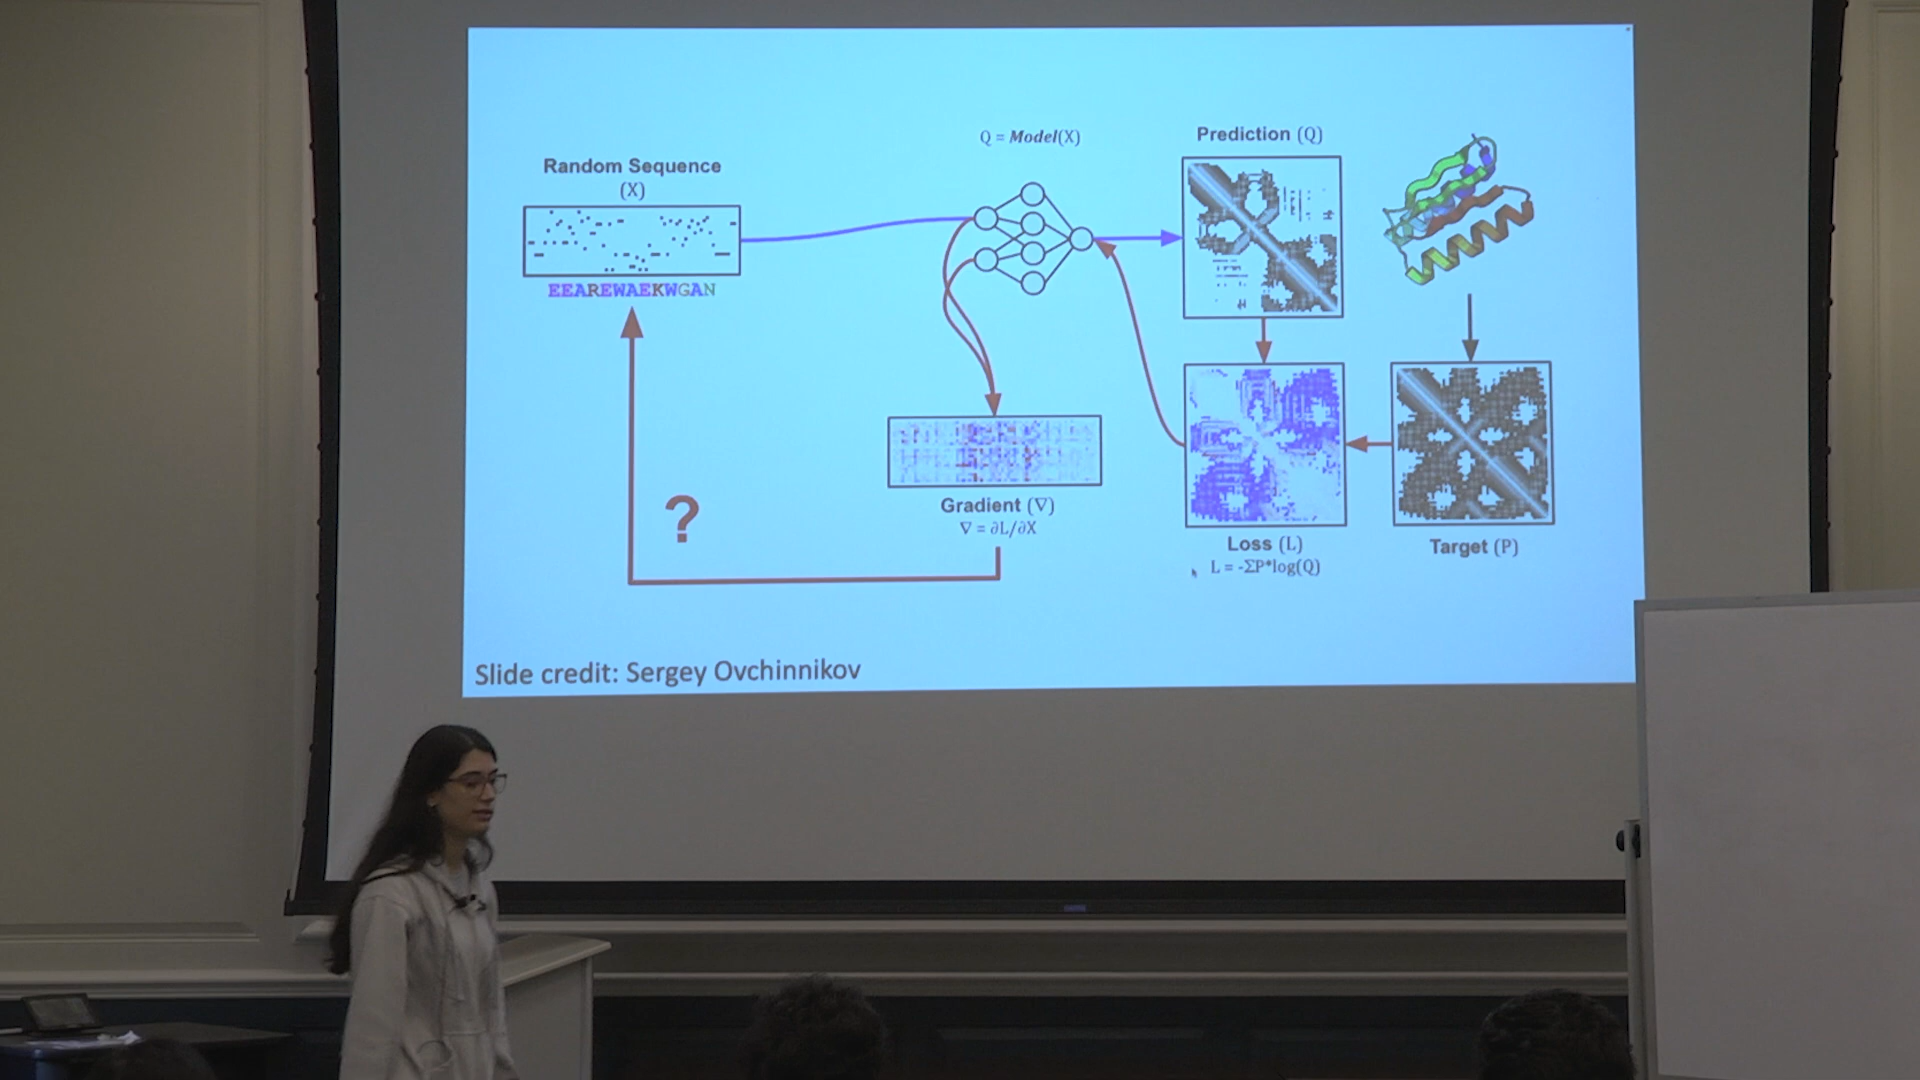 Random Sequence
(X)
EEAREWAEKWGAN
Q = Model(X)
Prediction (Q)
Gradient (∇)
∇ = ∂L/∂X
?
Loss (L)
L = -ΣP*log(Q)
Target (P)
Slide credit: Sergey Ovchinnikov